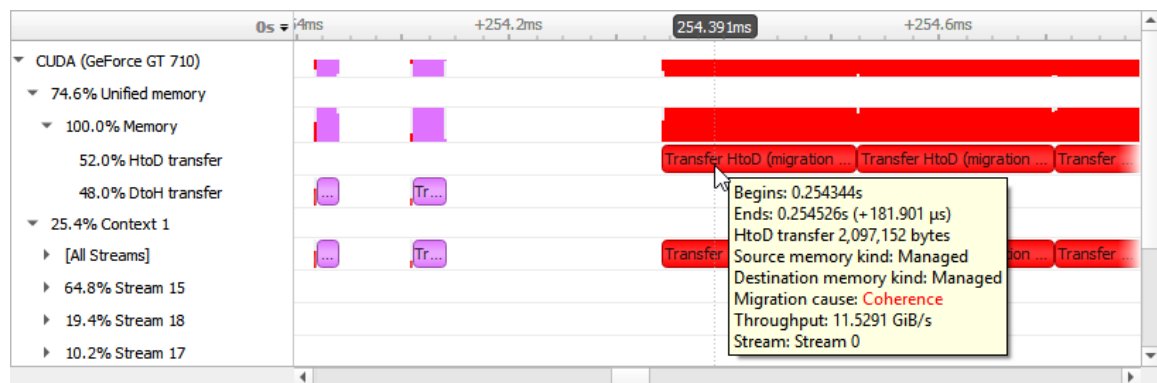 0s 4ms +254.2ms 254.391ms +254.6ms
CUDA (GeForce GT 710)
74.6% Unified memory
100.0% Memory
52.0% HtoD transfer Transfer HtoD (migration ... Transfer HtoD (migration ... Transfer
48.0% DtoH transfer ... Tr...
25.4% Context 1
[All Streams] ... Tr... Transfer ion ... Transfer ...
64.8% Stream 15
19.4% Stream 18
10.2% Stream 17
Begins: 0.254344s
Ends: 0.254526s (+181.901 µs)
HtoD transfer 2,097,152 bytes
Source memory kind: Managed
Destination memory kind: Managed
Migration cause: Coherence
Throughput: 11.5291 GiB/s
Stream: Stream 0